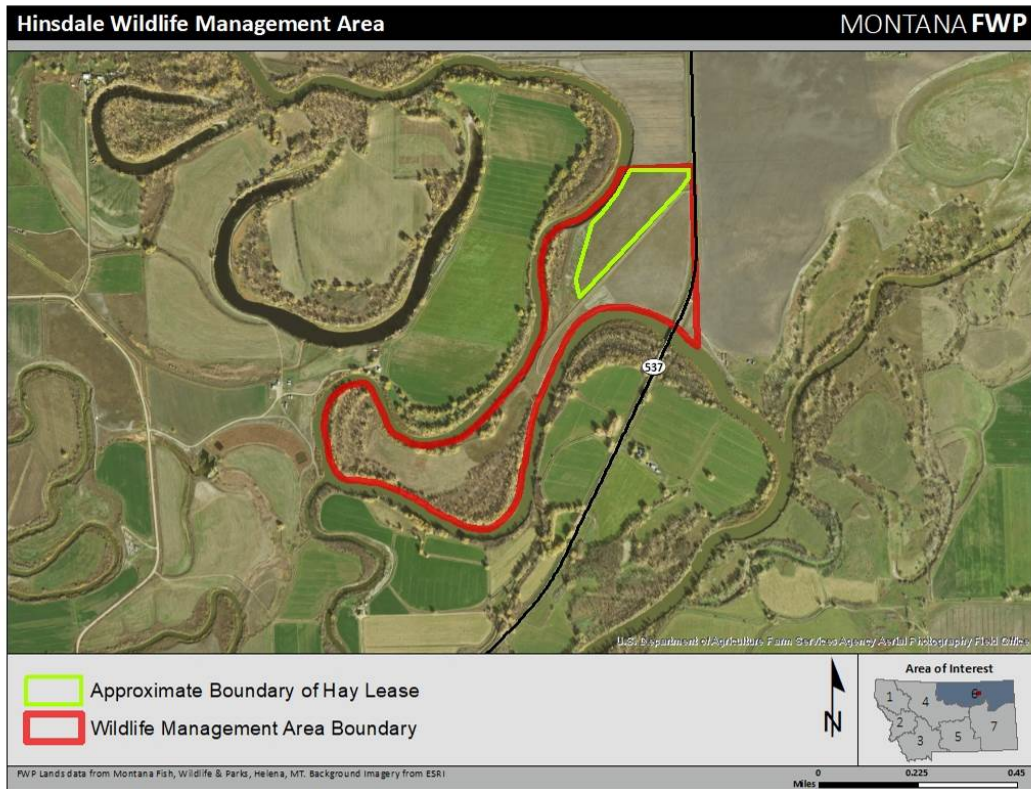 Hinsdale Wildlife Management Area
MONTANA FWP
537
U.S. Department of Agriculture Farm Services Agency Aerial Photography Field Office
Approximate Boundary of Hay Lease
Wildlife Management Area Boundary
N
Area of Interest
1
4
6
2
3
5
7
FWP Lands data from Montana Fish, Wildlife & Parks, Helena, MT. Background Imagery from ESRI
0 0.225 0.45
Miles